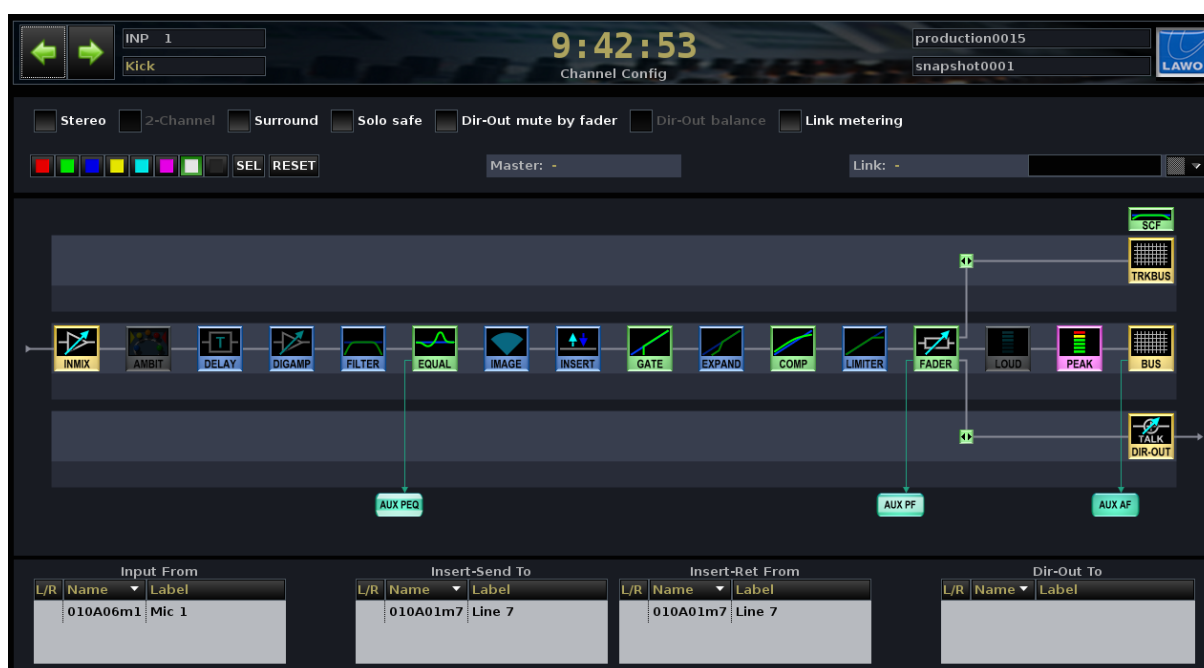 INP 1
9:42:53
production0015
Kick
Channel Config
snapshot0001
LAWO
Stereo 2-Channel Surround Solo safe Dir-Out mute by fader Dir-Out balance Link metering
SEL RESET Master: - Link: -
SCF
TRKBUS
INMIX AMBIT DELAY DIGAMP FILTER EQUAL IMAGE INSERT GATE EXPAND COMP LIMITER FADER LOUD PEAK BUS
TALK
DIR-OUT
AUX PEQ AUX PF AUX AF
Input From Insert-Send To Insert-Ret From Dir-Out To
L/R Name Label L/R Name Label L/R Name Label L/R Name Label
010A06m1 Mic 1 010A01m7 Line 7 010A01m7 Line 7